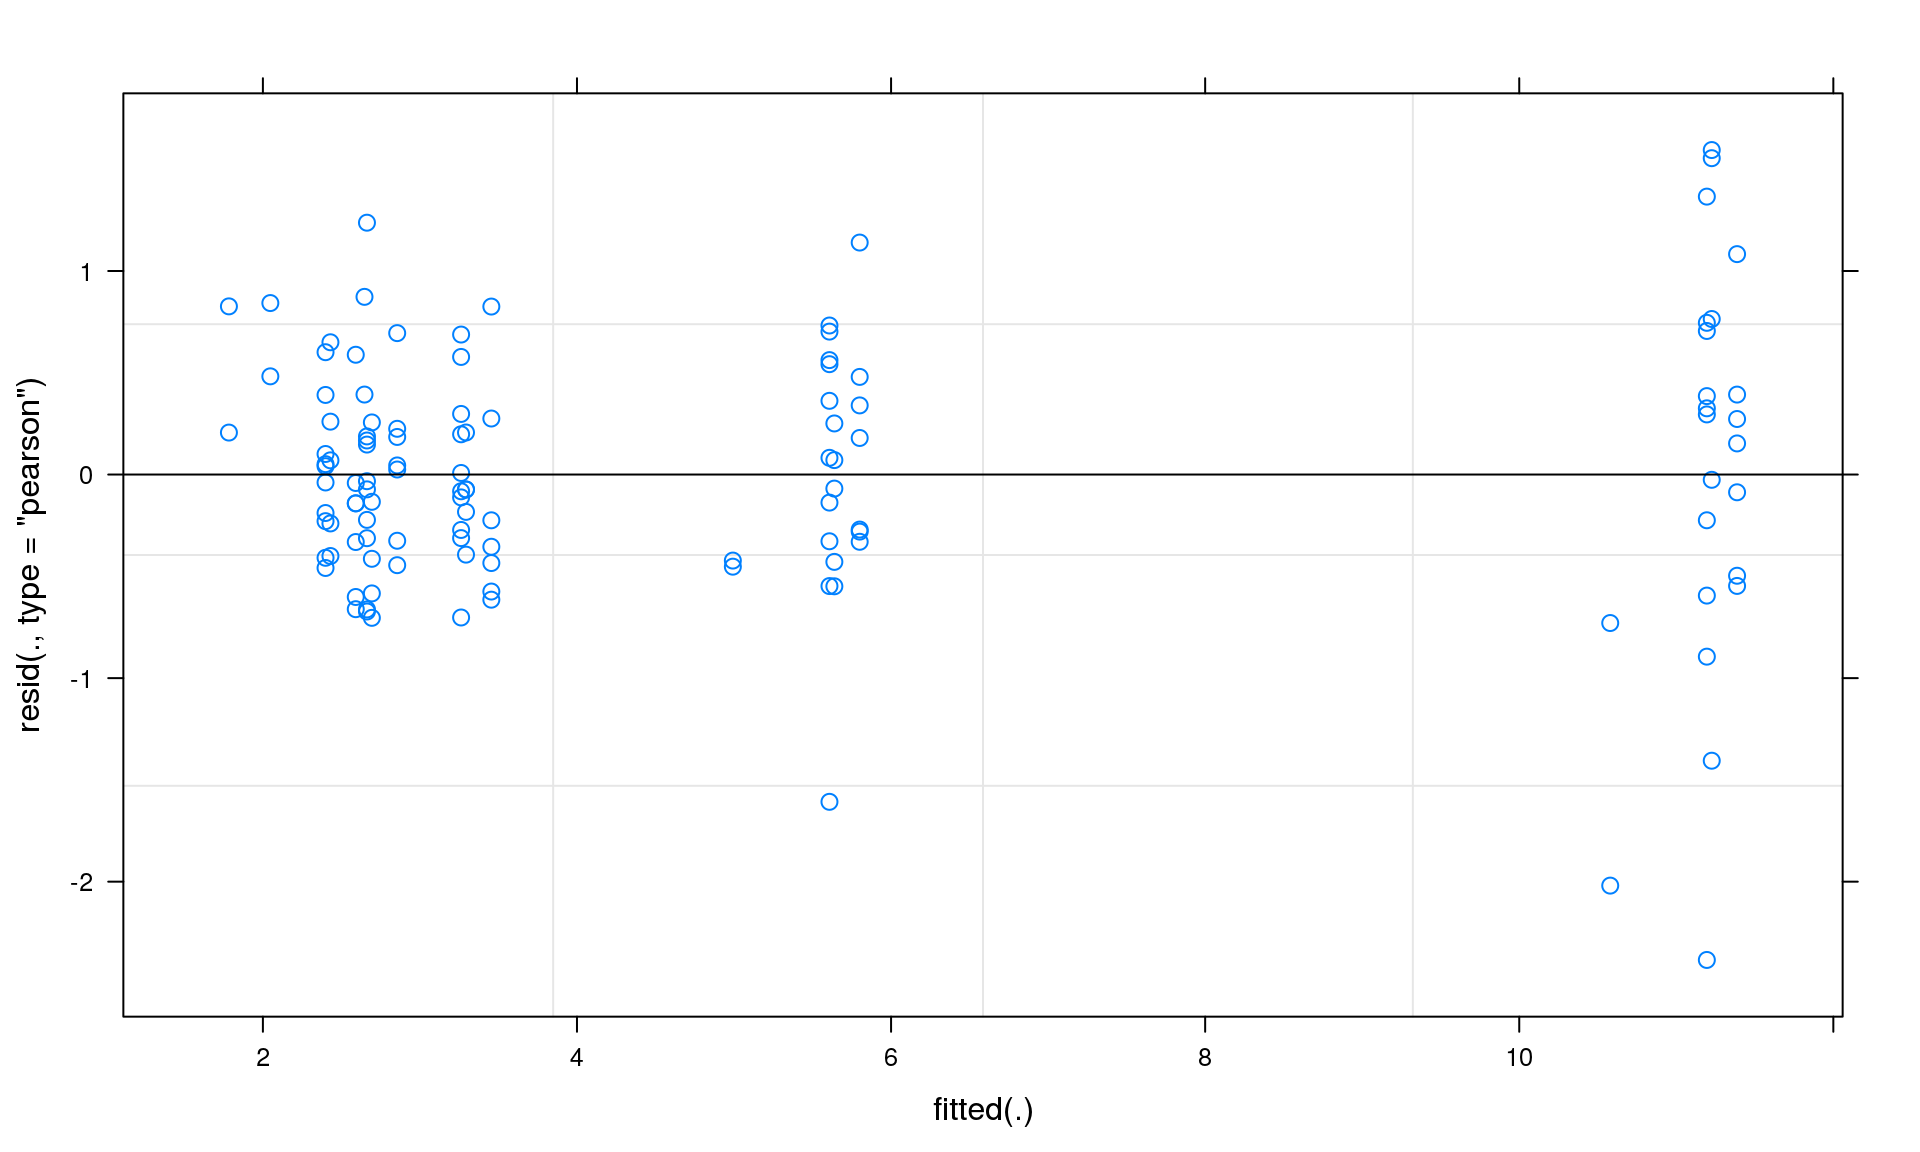 resid(., type = "pearson")
1
0
-1
-2
2 4 6 8 10
fitted(.)